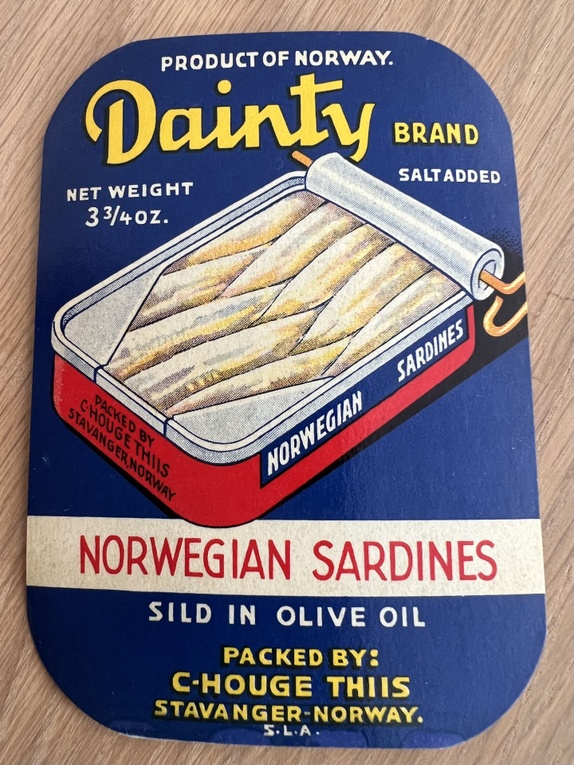 PRODUCT OF NORWAY.
Dainty BRAND
SALT ADDED
NET WEIGHT
3 3/4 OZ.
NORWEGIAN SARDINES
PACKED BY
C-HOUGE THIIS
STAVANGER, NORWAY
NORWEGIAN SARDINES
SILD IN OLIVE OIL
PACKED BY:
C-HOUGE THIIS
STAVANGER-NORWAY.
S.L.A.